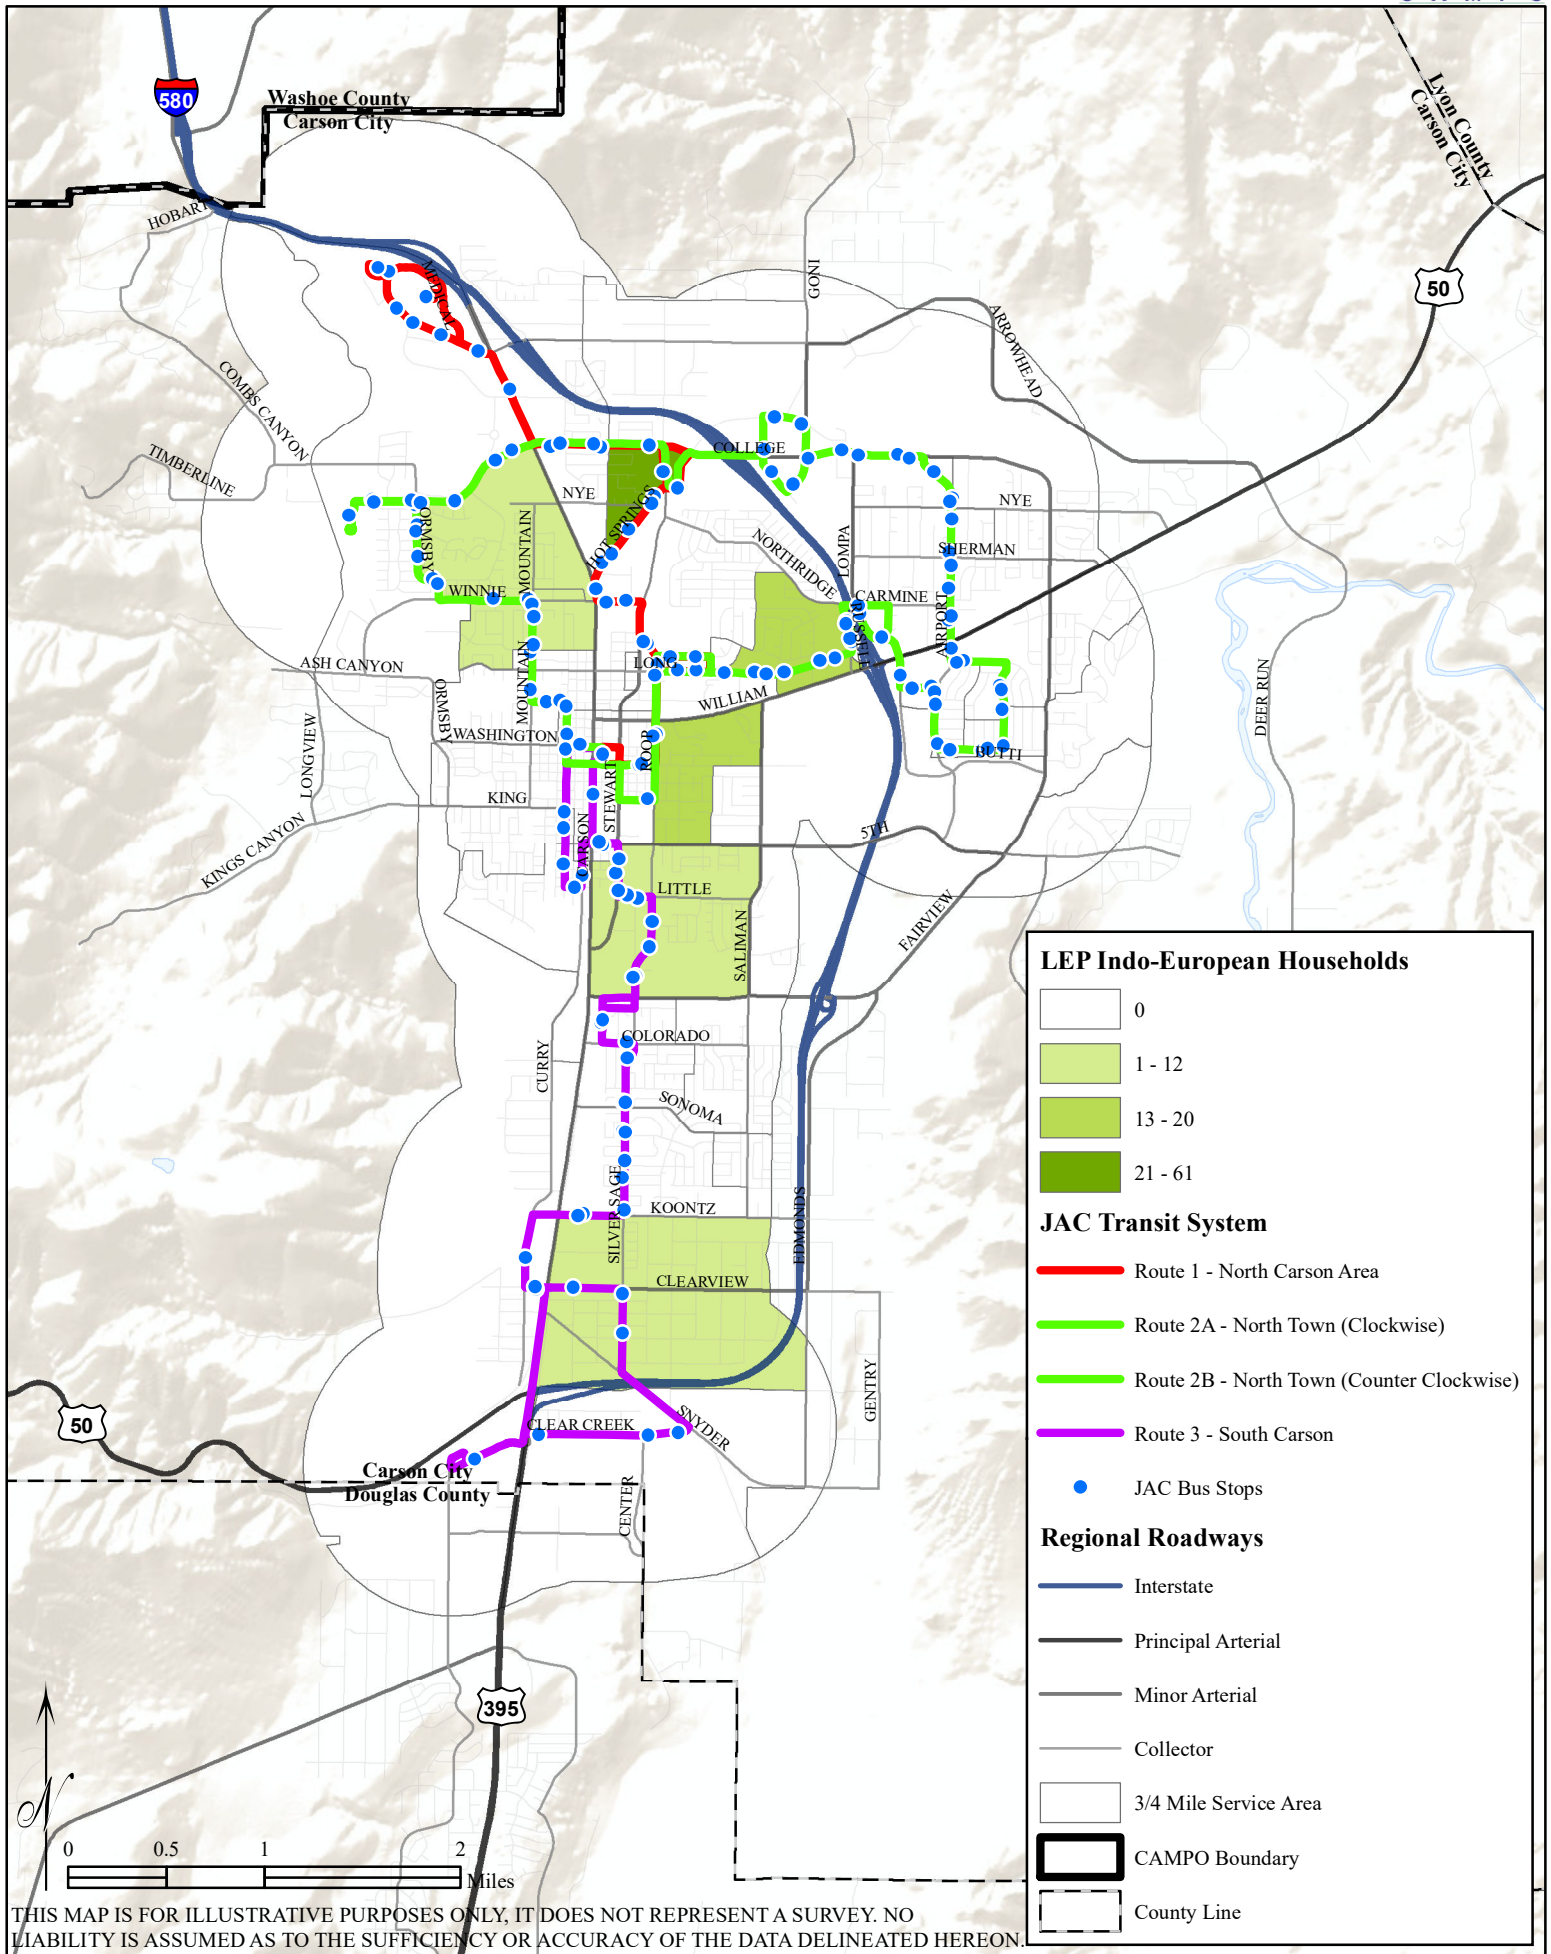 580
Washoe County
Carson City
Lyon County
Carson City
HOBART
MEDICAL
GONI
50
ARROWHEAD
COMBS CANYON
TIMBERLINE
COLLEGE
NYE
NYE
HOT SPRINGS
ORMSBY
MOUNTAIN
NORTHRIDGE
LOMPA
SHERMAN
WINNIE
CARMINE
RUSSELL
AIRPORT
ASH CANYON
LONG
MOUNTAIN
ORMSBY
WILLIAM
DEER RUN
LONGVIEW
WASHINGTON
ROOP
BUTTI
STEWART
KING
KINGS CANYON
CARSON
5TH
LITTLE
SALIMAN
FAIRVIEW
COLORADO
CURRY
SONOMA
SILVER SAGE
KOONTZ
EDMONDS
CLEARVIEW
GENTRY
50
CLEAR CREEK
SNYDER
Carson City
Douglas County
CENTER
395
LEP Indo-European Households
0
1 - 12
13 - 20
21 - 61
JAC Transit System
Route 1 - North Carson Area
Route 2A - North Town (Clockwise)
Route 2B - North Town (Counter Clockwise)
Route 3 - South Carson
JAC Bus Stops
Regional Roadways
Interstate
Principal Arterial
Minor Arterial
Collector
3/4 Mile Service Area
CAMPO Boundary
County Line
N
0 0.5 1 2
Miles
THIS MAP IS FOR ILLUSTRATIVE PURPOSES ONLY, IT DOES NOT REPRESENT A SURVEY. NO
LIABILITY IS ASSUMED AS TO THE SUFFICIENCY OR ACCURACY OF THE DATA DELINEATED HEREON.